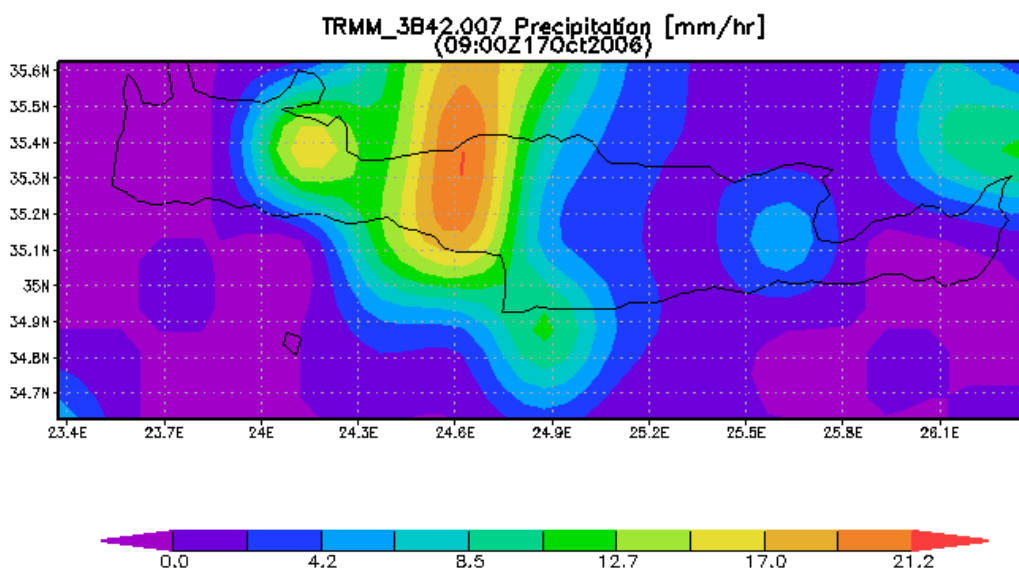 TRMM_3B42.007 Precipitation [mm/hr]
(09:00Z17Oct2006)
35.6N
35.5N
35.4N
35.3N
35.2N
35.1N
35N
34.9N
34.8N
34.7N
23.4E 23.7E 24E 24.3E 24.6E 24.9E 25.2E 25.5E 25.8E 26.1E
0.0 4.2 8.5 12.7 17.0 21.2